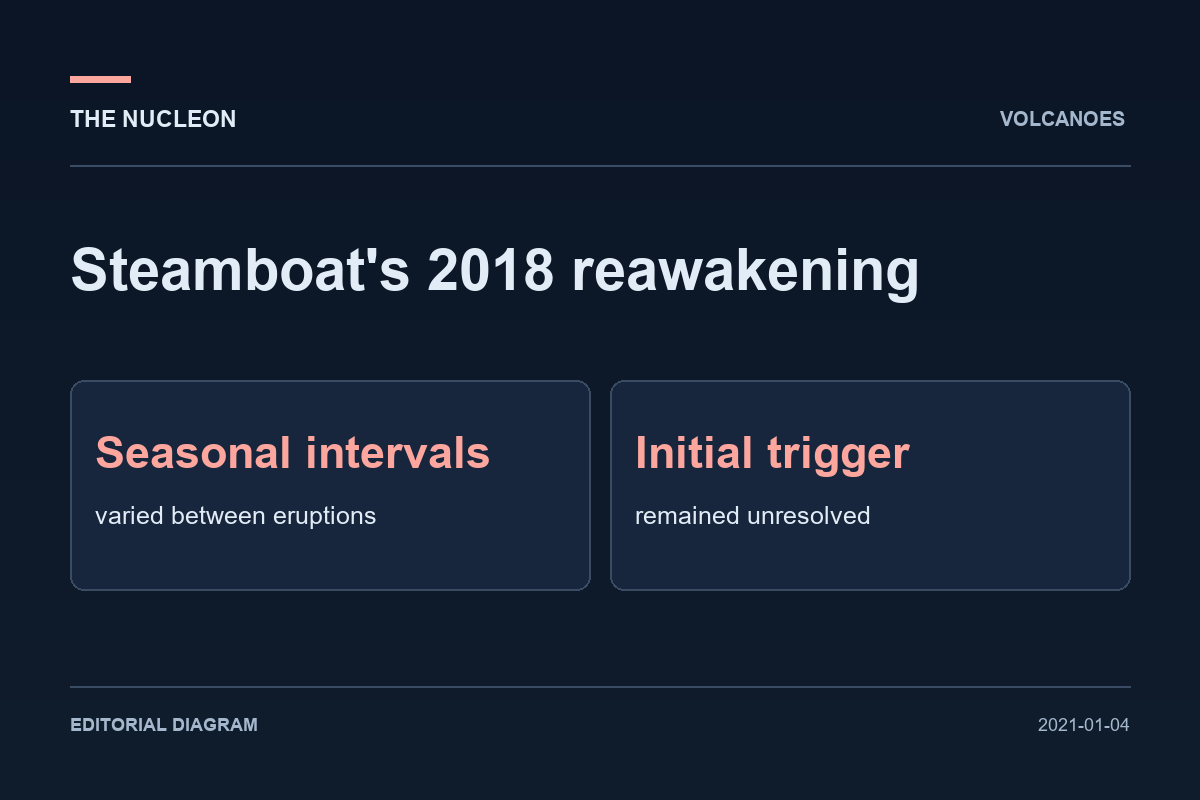 THE NUCLEON
VOLCANOES
Steamboat's 2018 reawakening
Seasonal intervals
varied between eruptions
Initial trigger
remained unresolved
EDITORIAL DIAGRAM
2021-01-04